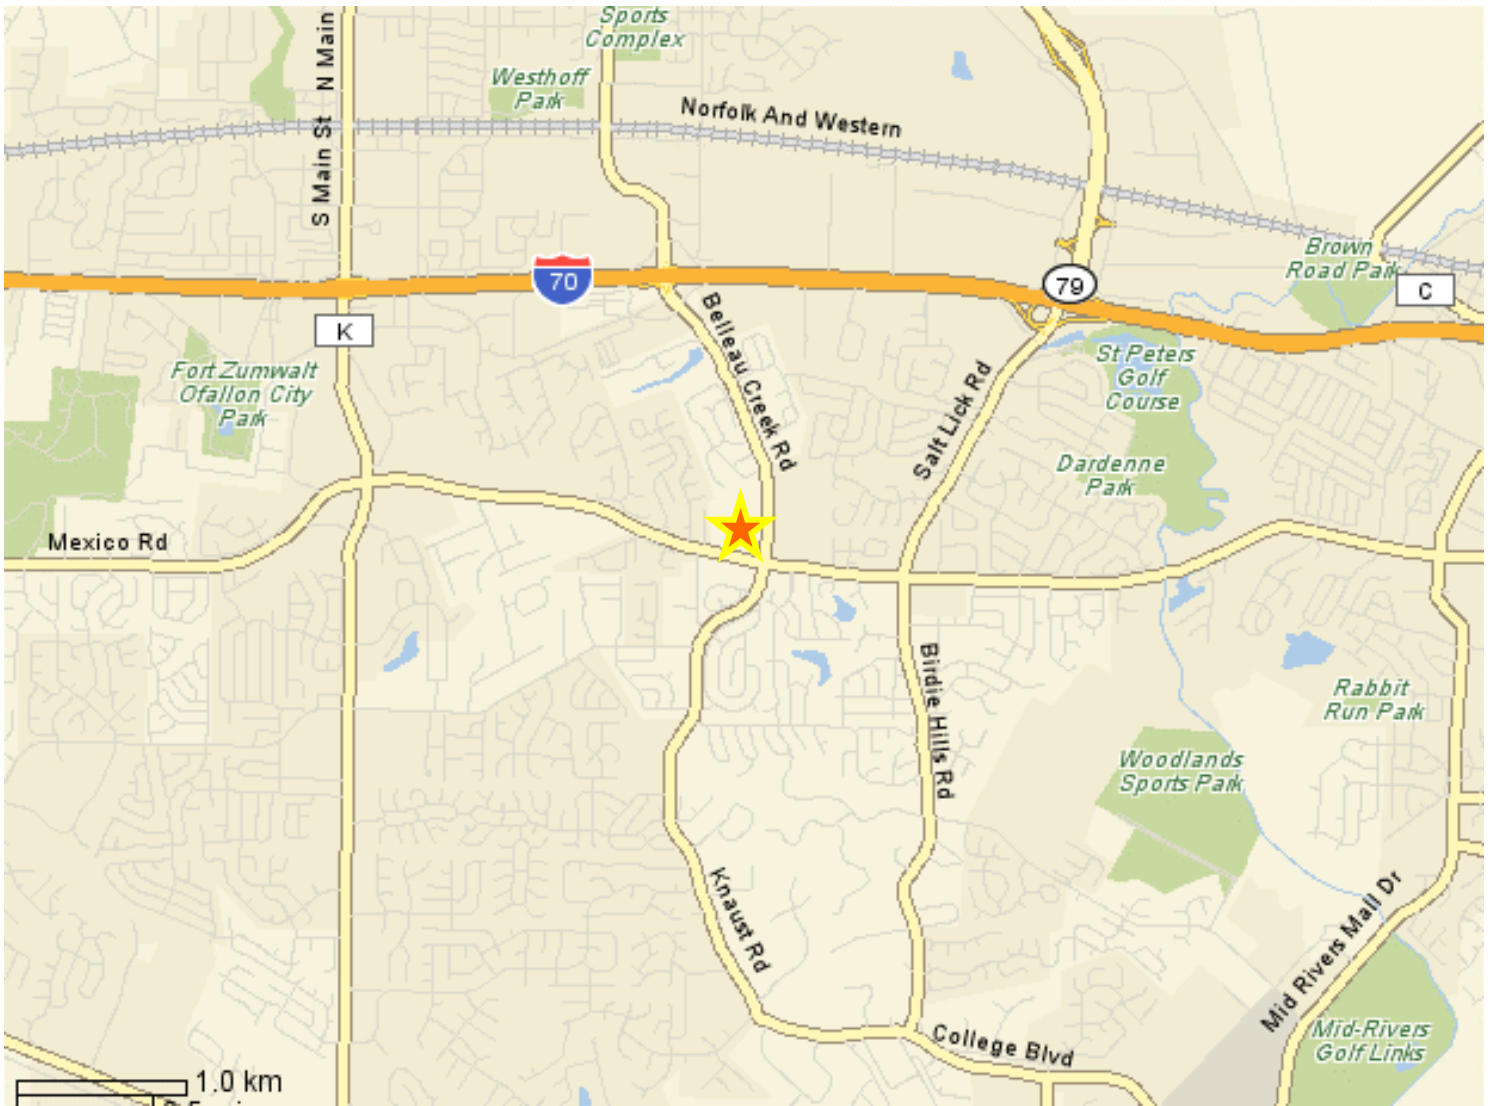 Sports
Complex
N Main
Westhoff
Park
Norfolk And Western
S Main St
Brown
Road Park
70
79
C
K
Belleau Creek Rd
St Peters
Golf
Course
Fort Zumwalt
Ofallon City
Park
Salt Lick Rd
Dardenne
Park
Mexico Rd
Birdie Hills Rd
Rabbit
Run Park
Woodlands
Sports Park
Knaust Rd
Mid Rivers Mall Dr
College Blvd
Mid-Rivers
Golf Links
1.0 km